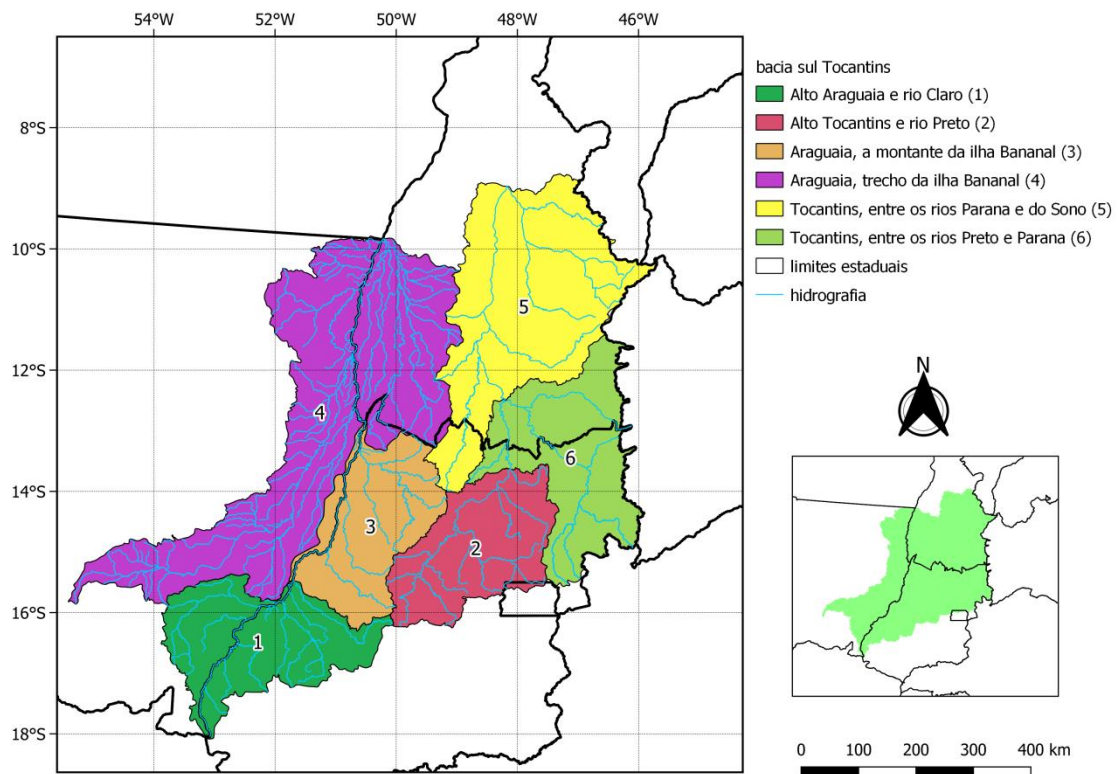 54°W 52°W 50°W 48°W 46°W
8°S
10°S
12°S
14°S
16°S
18°S
4
5
6
3
2
1
bacia sul Tocantins
Alto Araguaia e rio Claro (1)
Alto Tocantins e rio Preto (2)
Araguaia, a montante da ilha Bananal (3)
Araguaia, trecho da ilha Bananal (4)
Tocantins, entre os rios Parana e do Sono (5)
Tocantins, entre os rios Preto e Parana (6)
limites estaduais
hidrografia
N
0 100 200 300 400 km